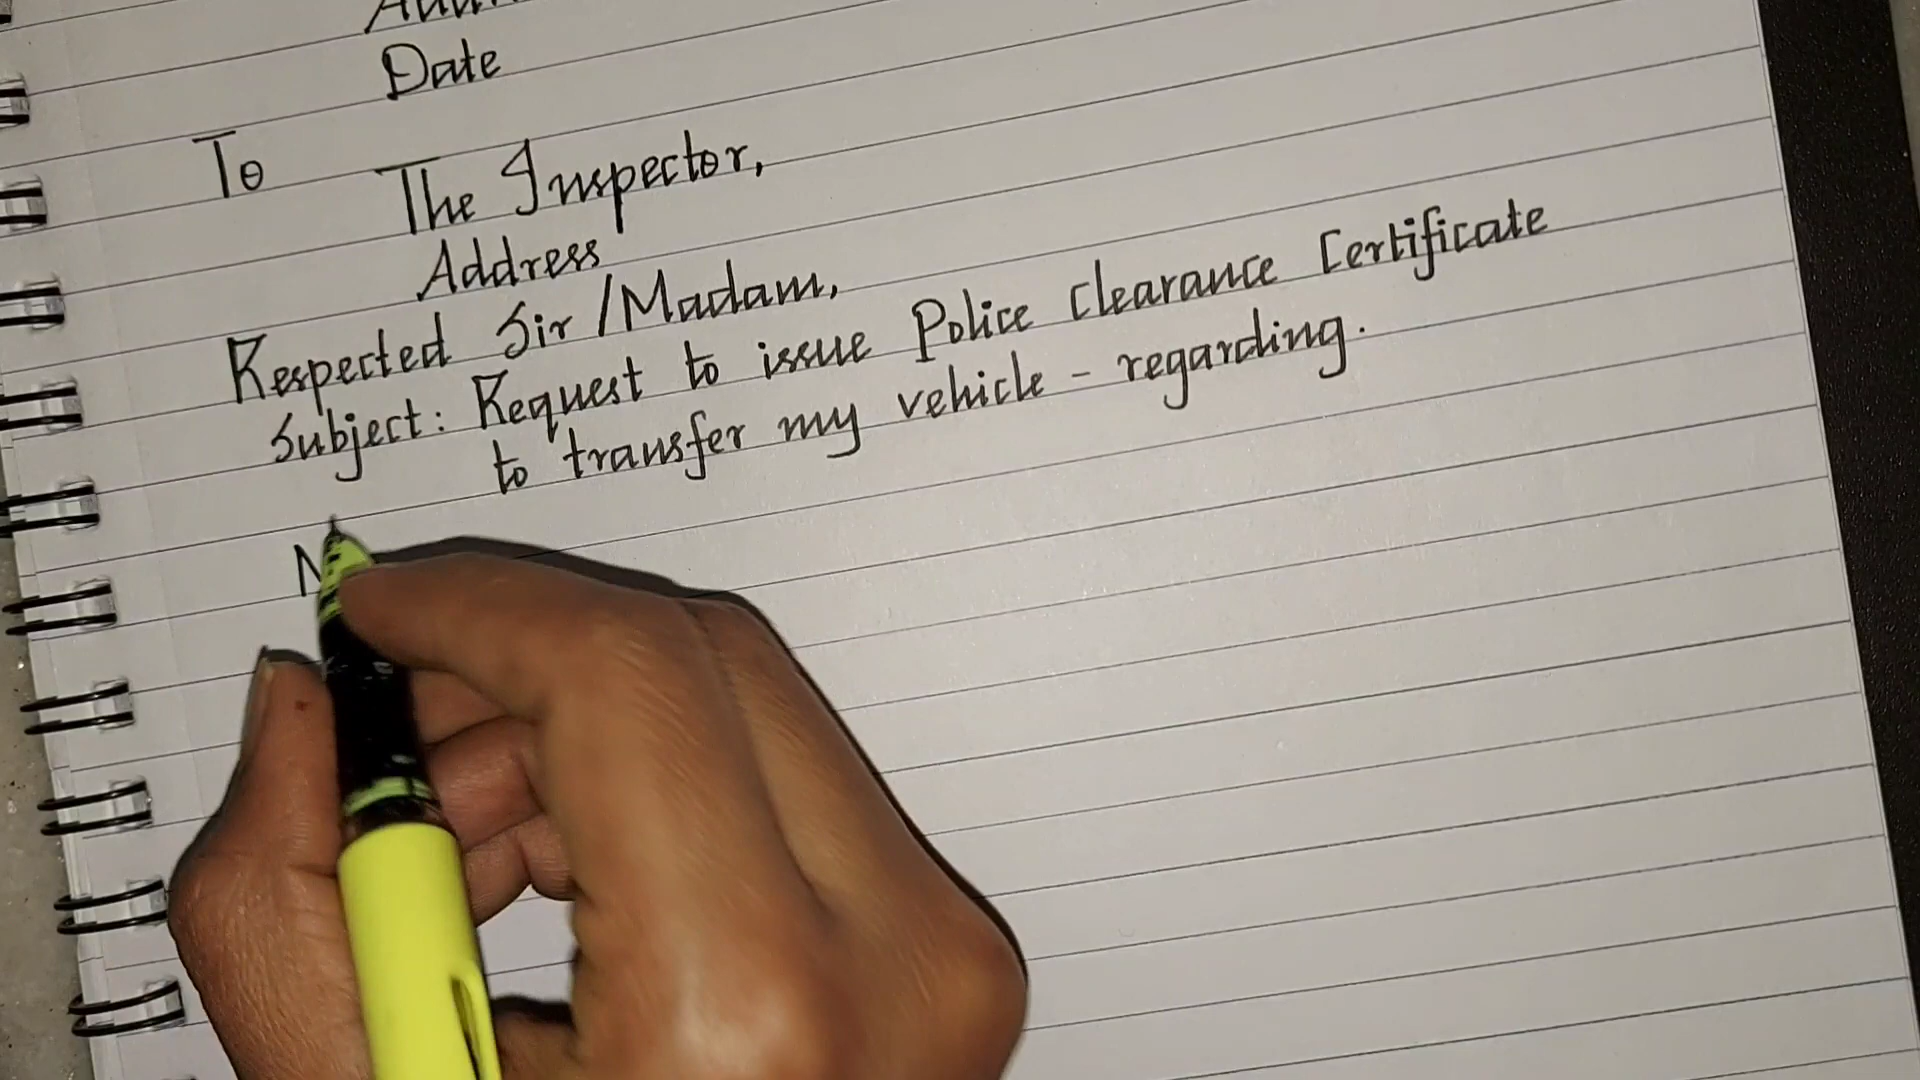 Date
To
The Inspector,
Address
Respected Sir/Madam,
Subject: Request to issue Police Clearance Certificate
to transfer my vehicle - regarding.